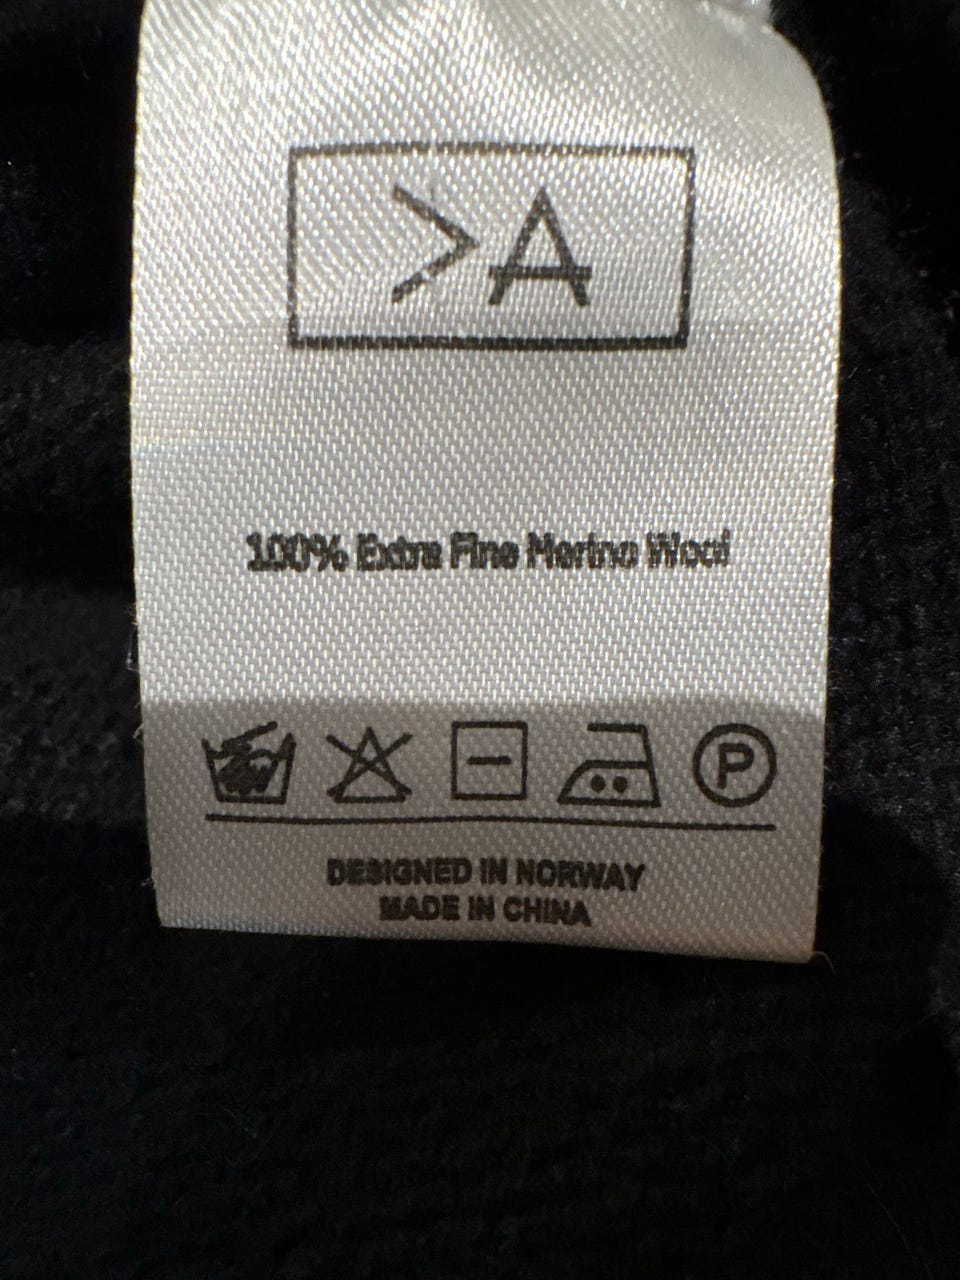 >A
100% Extra Fine Merino Wool
P
DESIGNED IN NORWAY
MADE IN CHINA